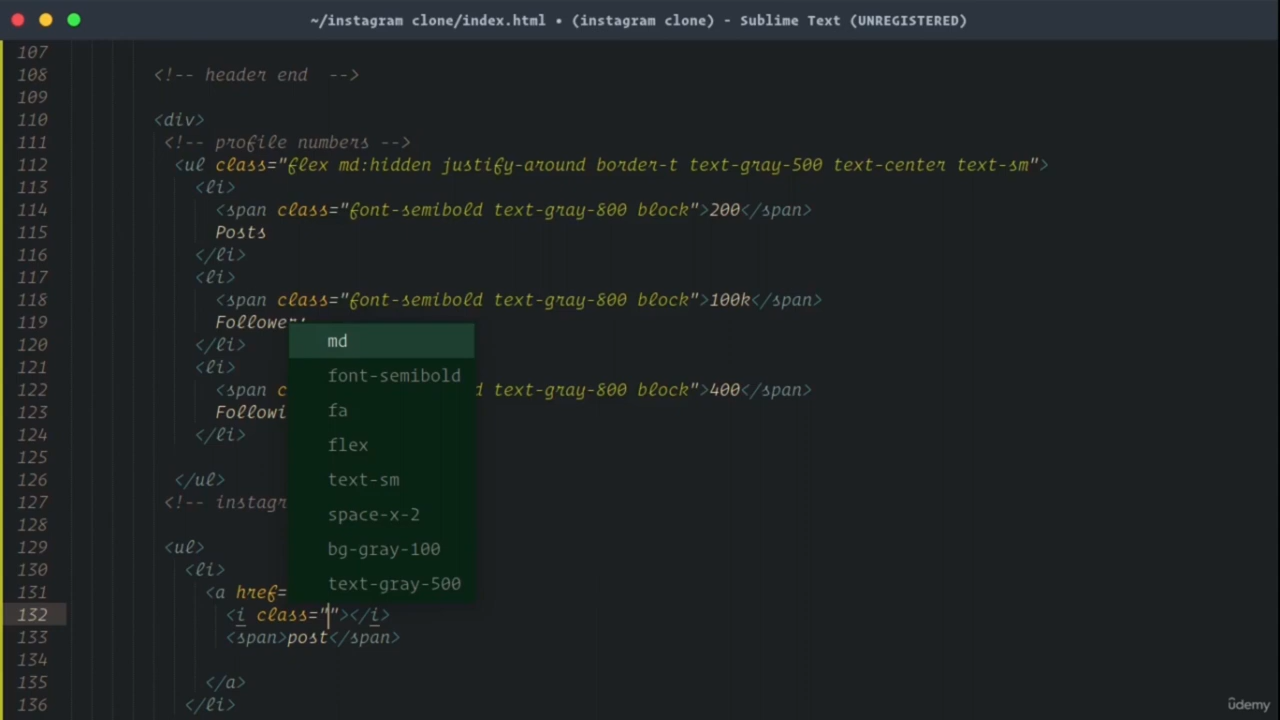 ~/instagram clone/index.html • (instagram clone) - Sublime Text (UNREGISTERED)
107
108 <!-- header end -->
109
110 <div>
111 <!-- profile numbers -->
112 <ul class="flex md:hidden justify-around border-t text-gray-500 text-center text-sm">
113 <li>
114 <span class="font-semibold text-gray-800 block">200</span>
115 Posts
116 </li>
117 <li>
118 <span class="font-semibold text-gray-800 block">100k</span>
119 Followers
120 </li>
121 <li>
122 <span c d text-gray-800 block">400</span>
123 Followi
124 </li>
125
126 </ul>
127 <!-- instagr
128
129 <ul>
130 <li>
131 <a href=
132 <i class=""></i>
133 <span>post</span>
134
135 </a>
136 </li>
md
font-semibold
fa
flex
text-sm
space-x-2
bg-gray-100
text-gray-500
ûdemy